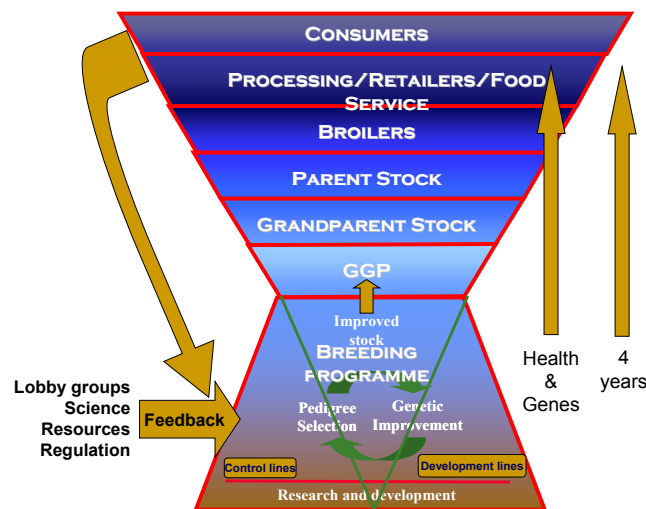 CONSUMERS
PROCESSING/RETAILERS/FOOD
SERVICE
BROILERS
PARENT STOCK
GRANDPARENT STOCK
GGP
Improved
stock
BREEDING
PROGRAMME
Pedigree
Selection
Genetic
Improvement
Control lines
Development lines
Research and development
Lobby groups
Science
Resources
Regulation
Feedback
Health
&
Genes
4
years